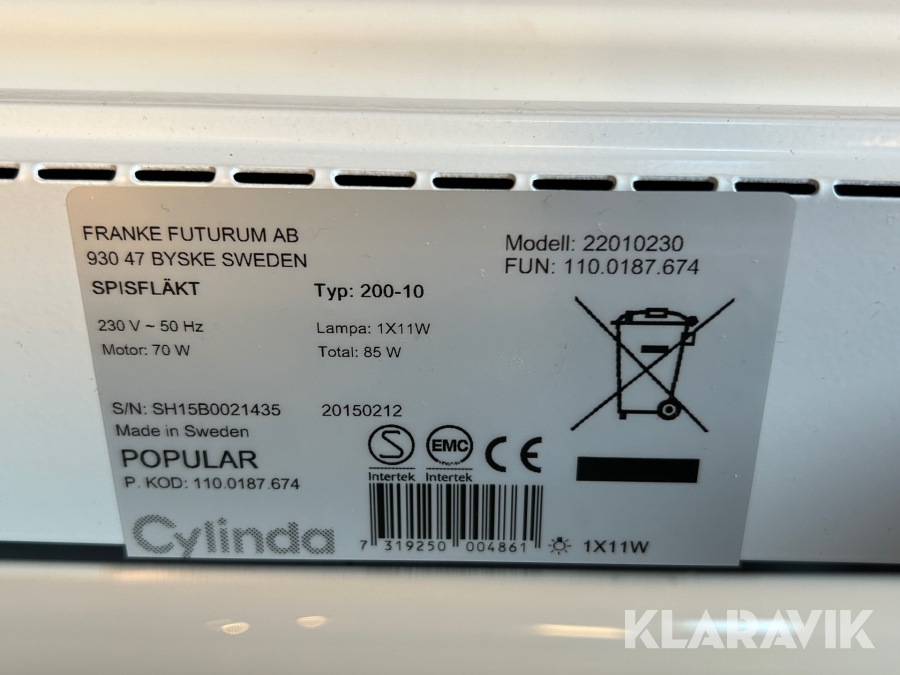 FRANKE FUTURUM AB
930 47 BYSKE SWEDEN
SPISFLÄKT
Typ: 200-10
230 V ~ 50 Hz
Lampa: 1X11W
Motor: 70 W
Total: 85 W
Modell: 22010230
FUN: 110.0187.674
S/N: SH15B0021435
20150212
Made in Sweden
POPULAR
P. KOD: 110.0187.674
S
Intertek
EMC
Intertek
CE
Cylinda
7 319250 004861
1X11W
KLARAVIK